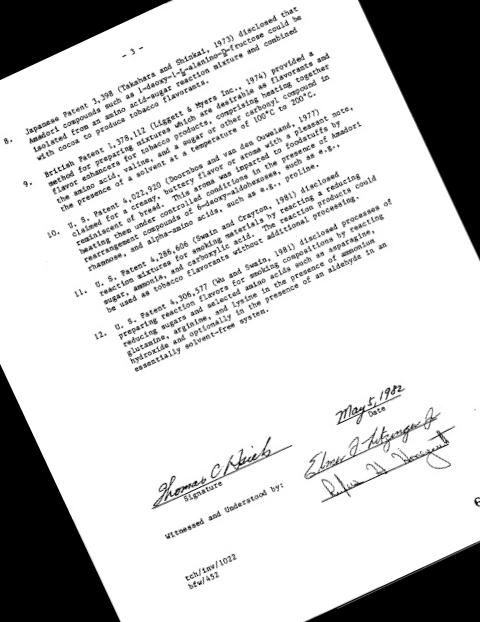 - 3 -
8. Japanese Patent 3,398 (Takahara and Shinkai, 1973) disclosed that
Amadori compounds such as 1-deoxy-1-L-alanino-D-fructose could be
isolated from an amino acid-sugar reaction mixture and combined
with cocoa to produce tobacco flavorants.
9. British Patent 1,378,112 (Liggett & Myers Inc., 1974) provided a
method for preparing mixtures which are desirable as flavorants and
flavor enhancers for tobacco products, comprising heating together
the amino acid, valine, and a sugar or other carbonyl compound in
the presence of a solvent at a temperature of 100°C to 200°C.
10. U. S. Patent 4,022,920 (Doornbos and van den Ouweland, 1977)
claimed for a creamy, buttery flavor or aroma with a pleasant note,
reminiscent of bread. This aroma was imparted to foodstuffs by
heating them under controlled conditions in the presence of Amadori
rearrangement compounds of 6-deoxy-aldohexoses, such as, e.g.,
rhamnose, and alpha-amino acids, such as, e.g., proline.
11. U. S. Patent 4,286,606 (Swain and Crayton, 1981) disclosed
reaction mixtures for smoking materials by reacting a reducing
sugar, ammonia, and carboxylic acid. The reaction products could
be used as tobacco flavorants without additional processing.
12. U. S. Patent 4,306,577 (Wu and Swain, 1981) disclosed processes of
preparing reaction flavors for smoking compositions by reacting
reducing sugars and selected amino acids such as asparagine,
glutamine, arginine, and lysine in the presence of ammonium
hydroxide and optionally in the presence of an aldehyde in an
essentially solvent-free system.
May 5, 1982
Date
Thomas C Hsieh
Signature
Witnessed and Understood by:
tch/inv/1022
bfw/452